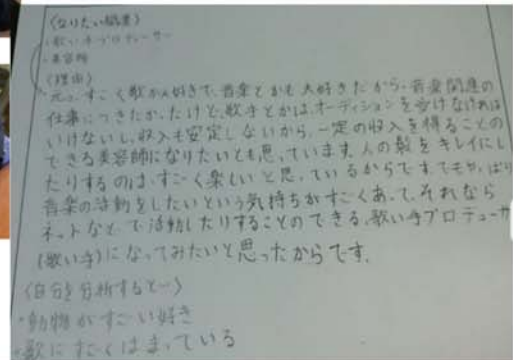 〈なりたい職業〉
・歌い手プロデューサー
・美容師
〈理由〉
元々すごく歌が大好きで、音楽とかも大好きだから、音楽関連の
仕事につきたかったけど、歌手とかは、オーディションを受けなければ
いけないし、収入も安定しないから、一定の収入を得ることの
できる美容師になりたいとも思っています。人の髪をキレイにし
たりするのは、すごく楽しいと思っているからです。でもやっぱり
音楽の活動をしたいという気持ちがすごくあって、それなら
ネットなどで活動したりすることのできる、歌い手プロデューサ
(歌い手)になってみたいと思ったからです。
〈自分を分析すると…〉
・動物がすごい好き
・歌にすごくはまっている